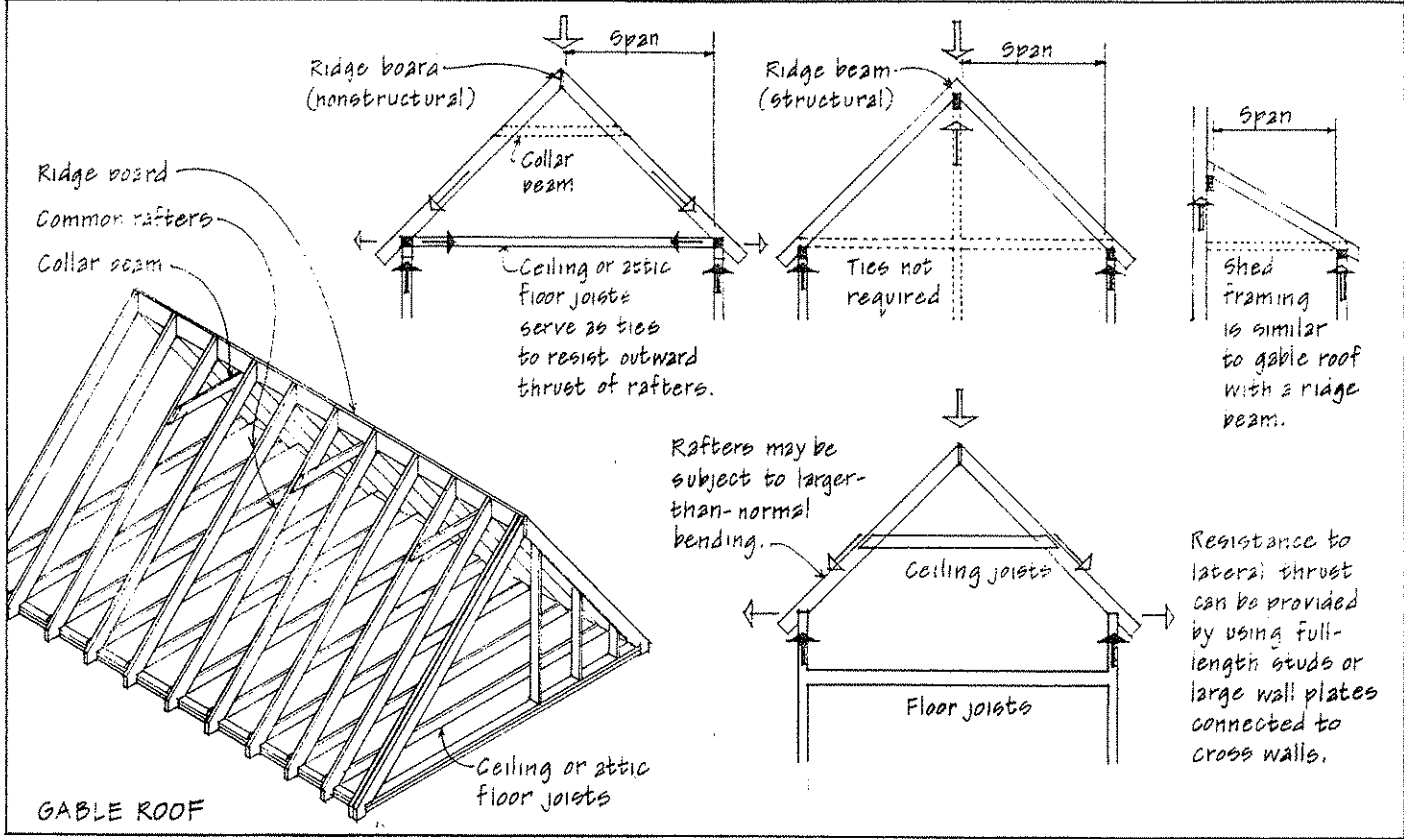 Span
Ridge board
(nonstructural)
Collar
beam
Ceiling or attic
floor joists
serve as ties
to resist outward
thrust of rafters.
Span
Ridge beam
(structural)
Ties not
required
Span
Shed
framing
is similar
to gable roof
with a ridge
beam.
Ridge board
Common rafters
Collar beam
Ceiling or attic
floor joists
Rafters may be
subject to larger-
than-normal
bending.
Ceiling joists
Floor joists
Resistance to
lateral thrust
can be provided
by using full-
length studs or
large wall plates
connected to
cross walls.
GABLE ROOF